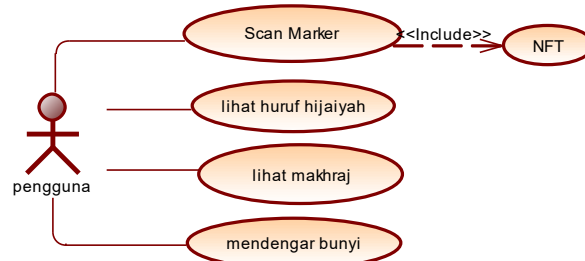 Scan Marker
<<Include>>
NFT
lihat huruf hijaiyah
lihat makhraj
pengguna
mendengar bunyi